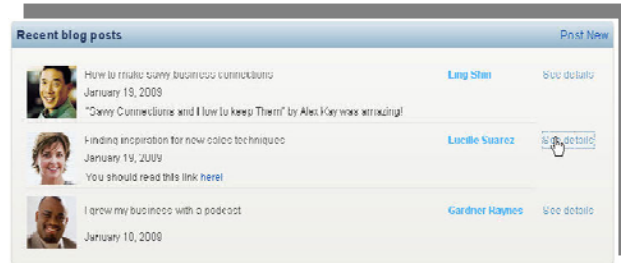 Recent blog posts Post New
How to make savvy business connections Ling Shin See details
January 19, 2009
"Savvy Connections and How to keep Them" by Alex Kay was amazing!
Finding inspiration for new sales techniques Lucille Suarez See details
January 19, 2009
You should read this link here!
I grew my business with a podcast Gardner Raynes See details
January 10, 2009